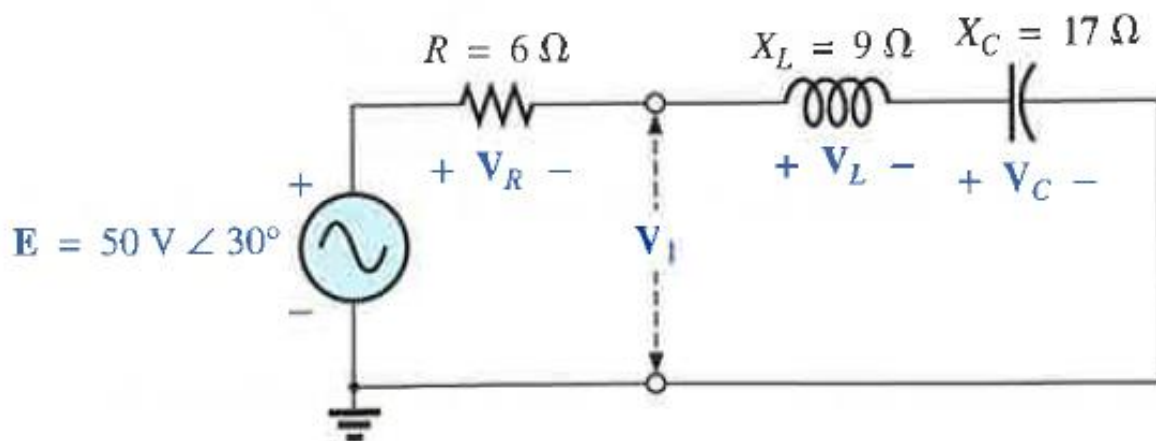 R = 6 Ω
X_L = 9 Ω
X_C = 17 Ω
+ V_R −
+ V_L −
+ V_C −
+
E = 50 V ∠ 30°
V_1
−